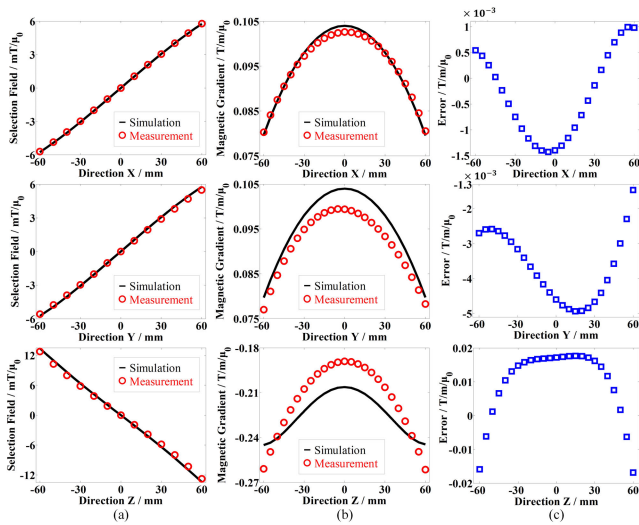 ×10⁻³
6
3
0
-3
-6
-60 -30 0 30 60
Selection Field / mT/μ₀
Direction X / mm
Simulation
Measurement
0.105
0.095
0.085
0.075
-60 -30 0 30 60
Magnetic Gradient / T/m/μ₀
Direction X / mm
Simulation
Measurement
1
0.5
0
-0.5
-1
-1.5
-60 -30 0 30 60
Error / T/m/μ₀
Direction X / mm
×10⁻³
6
3
0
-3
-6
-60 -30 0 30 60
Selection Field / mT/μ₀
Direction Y / mm
Simulation
Measurement
0.105
0.095
0.085
0.075
-60 -30 0 30 60
Magnetic Gradient / T/m/μ₀
Direction Y / mm
Simulation
Measurement
-1.3
-2
-3
-4
-5
-60 -30 0 30 60
Error / T/m/μ₀
Direction Y / mm
12
6
0
-6
-12
-60 -30 0 30 60
Selection Field / mT/μ₀
Direction Z / mm
Simulation
Measurement
-0.18
-0.21
-0.24
-0.27
-60 -30 0 30 60
Magnetic Gradient / T/m/μ₀
Direction Z / mm
Simulation
Measurement
0.02
0.01
0
-0.01
-0.02
-60 -30 0 30 60
Error / T/m/μ₀
Direction Z / mm
(a) (b) (c)